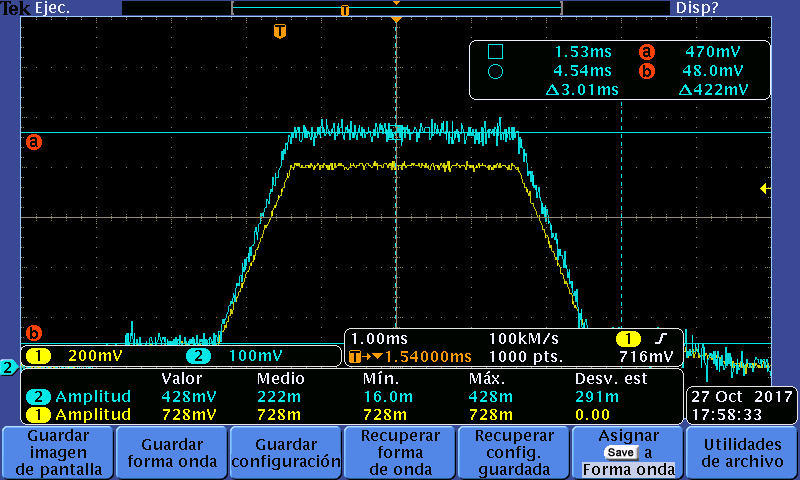 Tek Ejec. T Disp?
T
1.53ms a 470mV
4.54ms b 48.0mV
Δ3.01ms Δ422mV
a
b
1 200mV 2 100mV
1.00ms 100kM/s 1
T→▼1.54000ms 1000 pts. 716mV
2
Valor Medio Mín. Máx. Desv. est
2 Amplitud 428mV 222m 16.0m 428m 291m
1 Amplitud 728mV 728m 728m 728m 0.00
27 Oct 2017
17:58:33
Guardar
imagen
de pantalla
Guardar
forma onda
Guardar
configuración
Recuperar
forma
de onda
Recuperar
config.
guardada
Asignar
Save a
Forma onda
Utilidades
de archivo